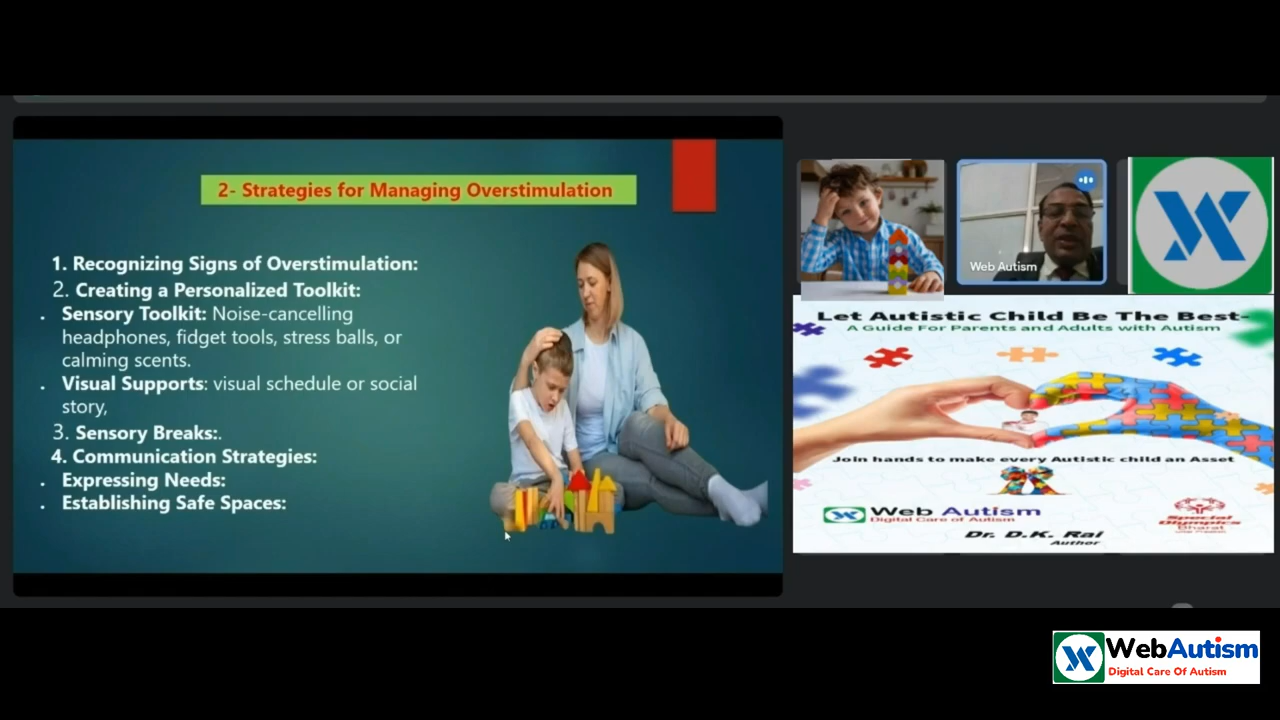 2- Strategies for Managing Overstimulation
1. Recognizing Signs of Overstimulation:
2. Creating a Personalized Toolkit:
. Sensory Toolkit: Noise-cancelling
headphones, fidget tools, stress balls, or
calming scents.
. Visual Supports: visual schedule or social
story,
3. Sensory Breaks:.
4. Communication Strategies:
. Expressing Needs:
. Establishing Safe Spaces:
Web Autism
Let Autistic Child Be The Best-
A Guide For Parents and Adults with Autism
Join hands to make every Autistic child an Asset
Web Autism
Digital Care of Autism
Special
Olympics
Bharat
Dr. D.K. Rai
Author
WebAutism
Digital Care Of Autism